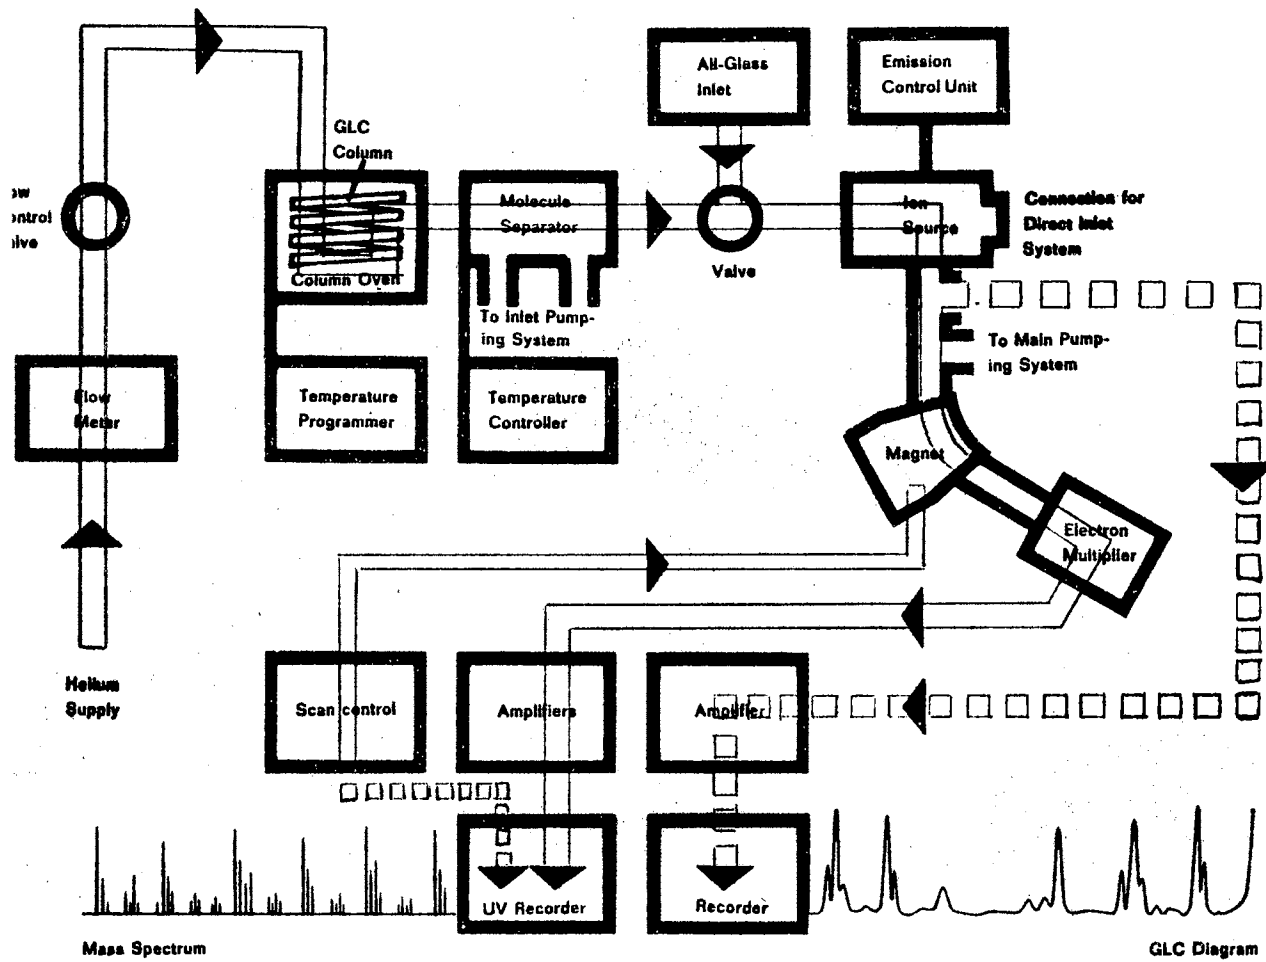 All-Glass
Inlet
Emission
Control Unit
GLC
Column
Molecule
Separator
Ion
Source
Connection for
Direct Inlet
System
Valve
Column Oven
To Inlet Pump-
ing System
To Main Pump-
ing System
Flow
Meter
Temperature
Programmer
Temperature
Controller
Magnet
Electron
Multiplier
Helium
Supply
Scan control
Amplifiers
Amplifier
UV Recorder
Recorder
Mass Spectrum
GLC Diagram